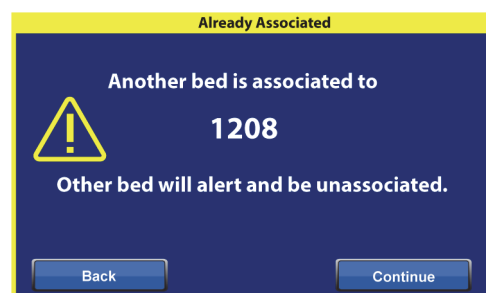 Already Associated
Another bed is associated to
1208
Other bed will alert and be unassociated.
Back
Continue